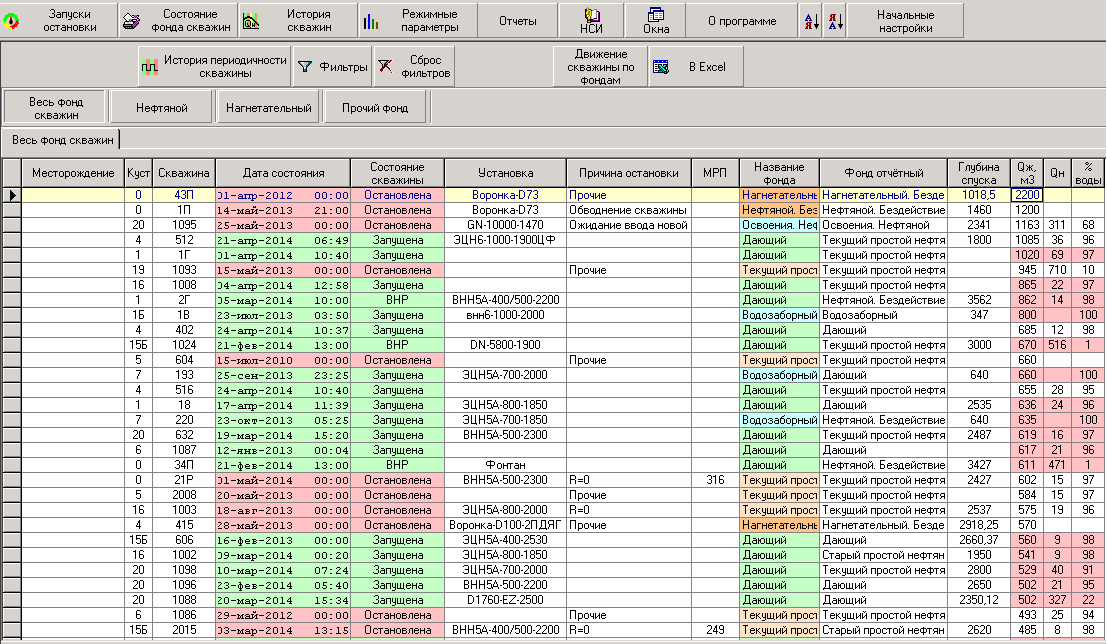 Запуски остановки
Состояние фонда скважин
История скважин
Режимные параметры
Отчеты
НСИ
Окна
О программе
А Я
Я А
Начальные настройки
История периодичности скважины
Фильтры
Сброс фильтров
Движение скважины по фондам
В Excel
Весь фонд скважин
Нефтяной
Нагнетательный
Прочий фонд
Весь фонд скважин
Месторождение Куст Скважина Дата состояния Состояние скважины Установка Причина остановки МРП Название фонда Фонд отчётный Глубина спуска Qж, м3 Qн % воды
0 43П 01-апр-2012 00:00 Остановлена Воронка-D73 Прочие Нагнетательн Нагнетательный. Безде 1018,5 2200
0 1П 14-май-2013 21:00 Остановлена Воронка-D73 Обводнение скважины Нефтяной. Без Нефтяной. Бездействие 1460 1200
20 1095 25-май-2013 00:00 Остановлена GN-10000-1470 Ожидание ввода новой Освоения. Неф Освоения. Нефтяной 2341 1163 311 68
4 512 21-апр-2014 06:49 Запущена ЭЦН6-1000-1900ЦФ Дающий Текущий простой нефтя 1800 1085 36 96
1 1Г 01-апр-2014 10:40 Запущена Дающий Текущий простой нефтя 1020 69 97
19 1093 15-май-2013 00:00 Остановлена Прочие Текущий прост Текущий простой нефтя 945 710 10
16 1008 04-апр-2014 12:58 Запущена Дающий Текущий простой нефтя 865 22 97
1 2Г 05-мар-2014 10:00 ВНР ВНН5А-400/500-2200 Дающий Нефтяной. Бездействие 3562 862 14 98
1Б 1В 23-июл-2013 03:50 Запущена внн6-1000-2000 Водозаборный Водозаборный 347 800 100
4 402 24-апр-2014 10:37 Запущена Дающий Дающий 685 12 98
15Б 1024 21-фев-2014 13:00 ВНР DN-5800-1900 Дающий Текущий простой нефтя 3000 670 516 1
5 604 15-июл-2010 00:00 Остановлена Прочие Текущий прост Текущий простой нефтя 660
7 193 25-сен-2013 23:25 Запущена ЭЦН5А-700-2000 Водозаборный Дающий 640 660 100
4 516 24-апр-2014 10:40 Запущена Дающий Текущий простой нефтя 655 28 95
1 18 17-апр-2014 11:39 Запущена ЭЦН5А-800-1850 Дающий Дающий 2535 636 24 96
7 220 23-окт-2013 05:25 Запущена ЭЦН5А-700-1850 Водозаборный Нефтяной. Бездействие 640 635 100
20 632 19-мар-2014 15:20 Запущена ВНН5А-500-2300 Дающий Текущий простой нефтя 2487 619 16 97
6 1087 12-янв-2013 00:04 Запущена Дающий Дающий 617 21 96
0 34П 21-фев-2014 13:00 ВНР Фонтан Дающий Нефтяной. Бездействие 3427 611 471 1
0 21Р 01-май-2014 00:00 Остановлена ВНН5А-500-2300 R=0 316 Текущий прост Текущий простой нефтя 2427 602 15 97
5 2008 20-май-2013 00:00 Остановлена Прочие Текущий прост Текущий простой нефтя 584 15 97
16 1003 18-авг-2013 00:00 Остановлена ЭЦН5А-800-2000 R=0 Текущий прост Текущий простой нефтя 2537 575 19 96
4 415 28-май-2013 00:00 Остановлена Воронка-D100-2ПДЯГ Прочие Нагнетательн Нагнетательный. Безде 2918,25 570
15Б 606 16-фев-2014 00:00 Запущена ЭЦН5А-400-2530 Дающий Дающий 2660,37 560 9 98
16 1002 09-мар-2014 00:20 Запущена ЭЦН5А-800-1850 Дающий Старый простой нефтян 1950 541 9 98
20 1098 10-мар-2014 07:24 Запущена ЭЦН5А-700-2000 Дающий Текущий простой нефтя 2800 529 40 91
20 1096 23-фев-2014 05:40 Запущена ВНН5А-500-2200 Дающий Дающий 2650 502 21 95
20 1088 20-мар-2014 15:34 Запущена D1760-EZ-2500 Дающий Дающий 2350,12 502 327 22
6 1086 29-май-2012 00:00 Остановлена Прочие Текущий прост Текущий простой нефтя 493 25 94
15Б 2015 03-мар-2014 13:15 Остановлена ВНН5А-400/500-2200 R=0 249 Текущий прост Старый простой нефтян 2620 485 8 98